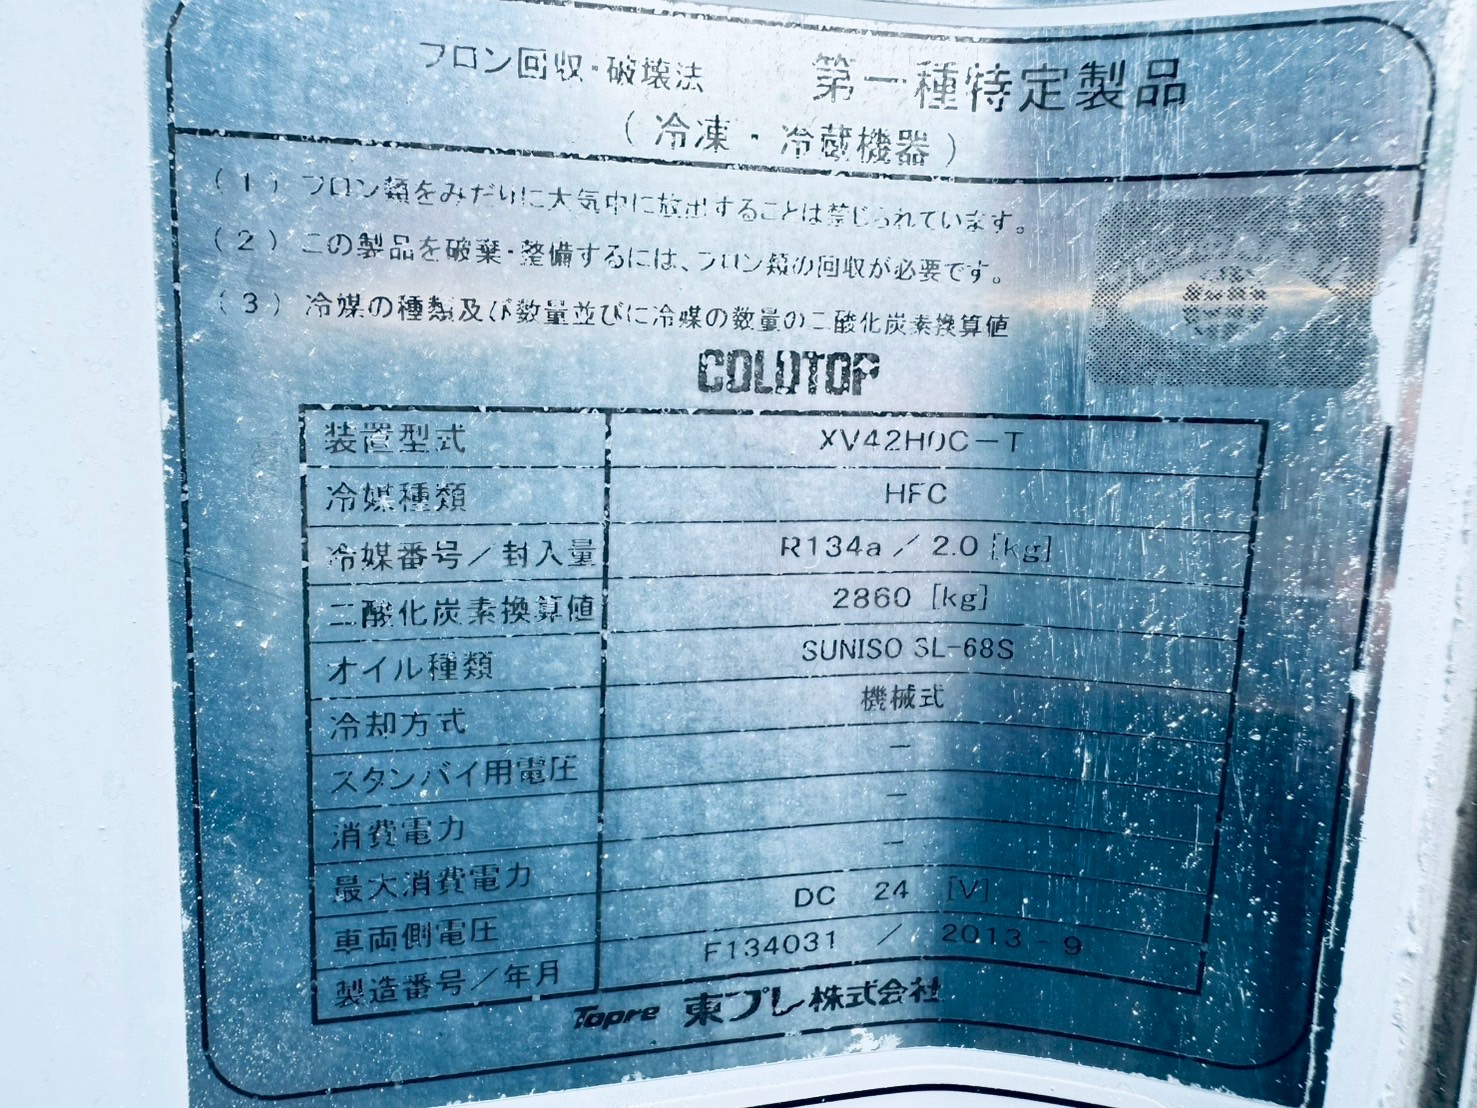 フロン回収・破壊法 第一種特定製品
（冷凍・冷蔵機器）
（1）フロン類をみだりに大気中に放出することは禁じられています。
（2）この製品を破棄・整備するには、フロン類の回収が必要です。
（3）冷媒の種類及び数量並びに冷媒の数量の二酸化炭素換算値
COLDTOP
装置型式 XV42H0C－T
冷媒種類 HFC
冷媒番号／封入量 R134a／2.0 [kg]
二酸化炭素換算値 2860 [kg]
オイル種類 SUNISO SL-68S
冷却方式 機械式
スタンバイ用電圧 －
消費電力 －
最大消費電力 －
車両側電圧 DC 24 [V]
製造番号／年月 F134031 ／ 2013-9
Topre 東プレ株式会社